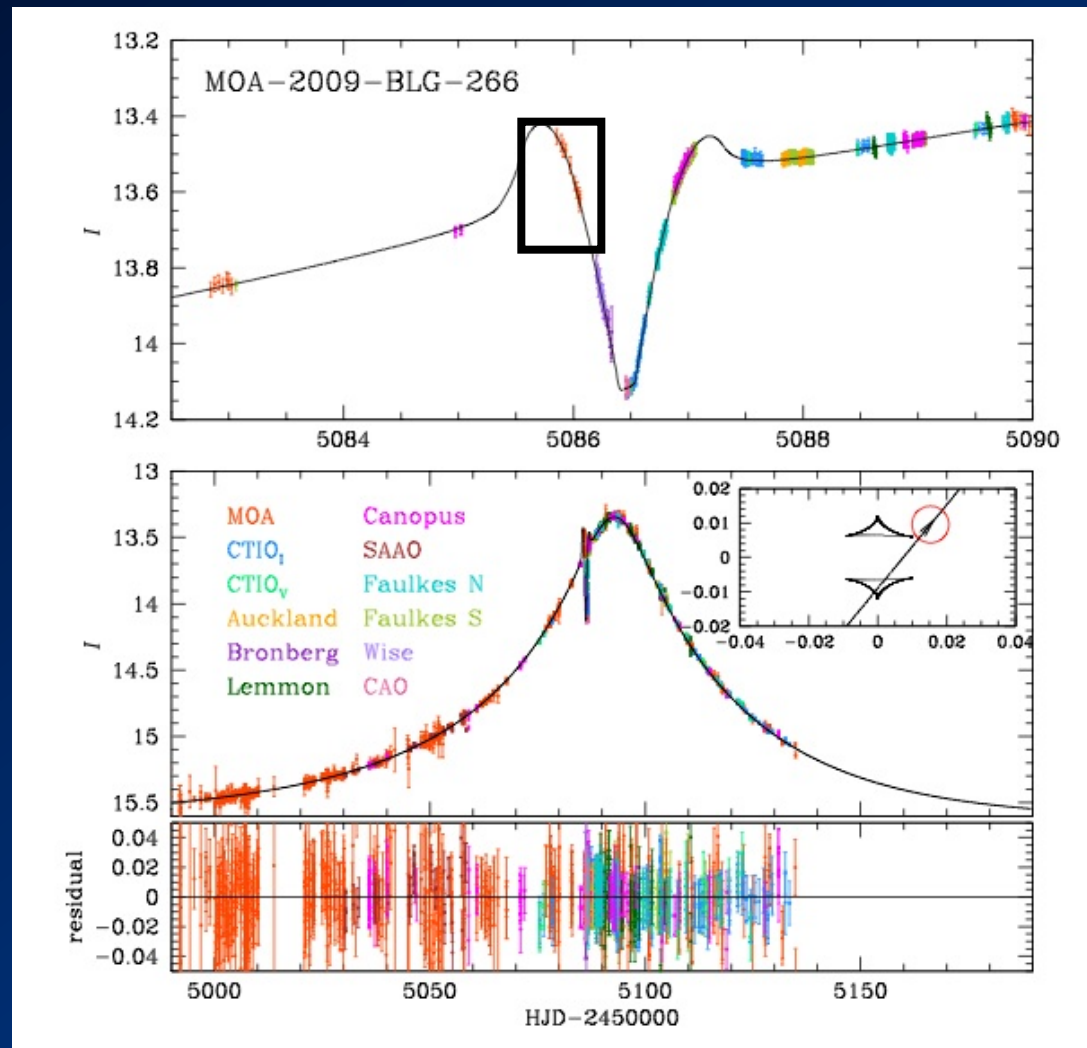 13.2
MOA-2009-BLG-266
13.4
13.6
I
13.8
14
14.2
5084 5086 5088 5090
13
MOA Canopus
13.5
CTIO_I SAAO
CTIO_V Faulkes N
14
Auckland Faulkes S
I
Bronberg Wise
14.5
Lemmon CAO
15
15.5
0.02
0.01
0
-0.01
-0.02
-0.04 -0.02 0 0.02 0.04
0.04
0.02
residual
0
-0.02
-0.04
5000 5050 5100 5150
HJD-2450000